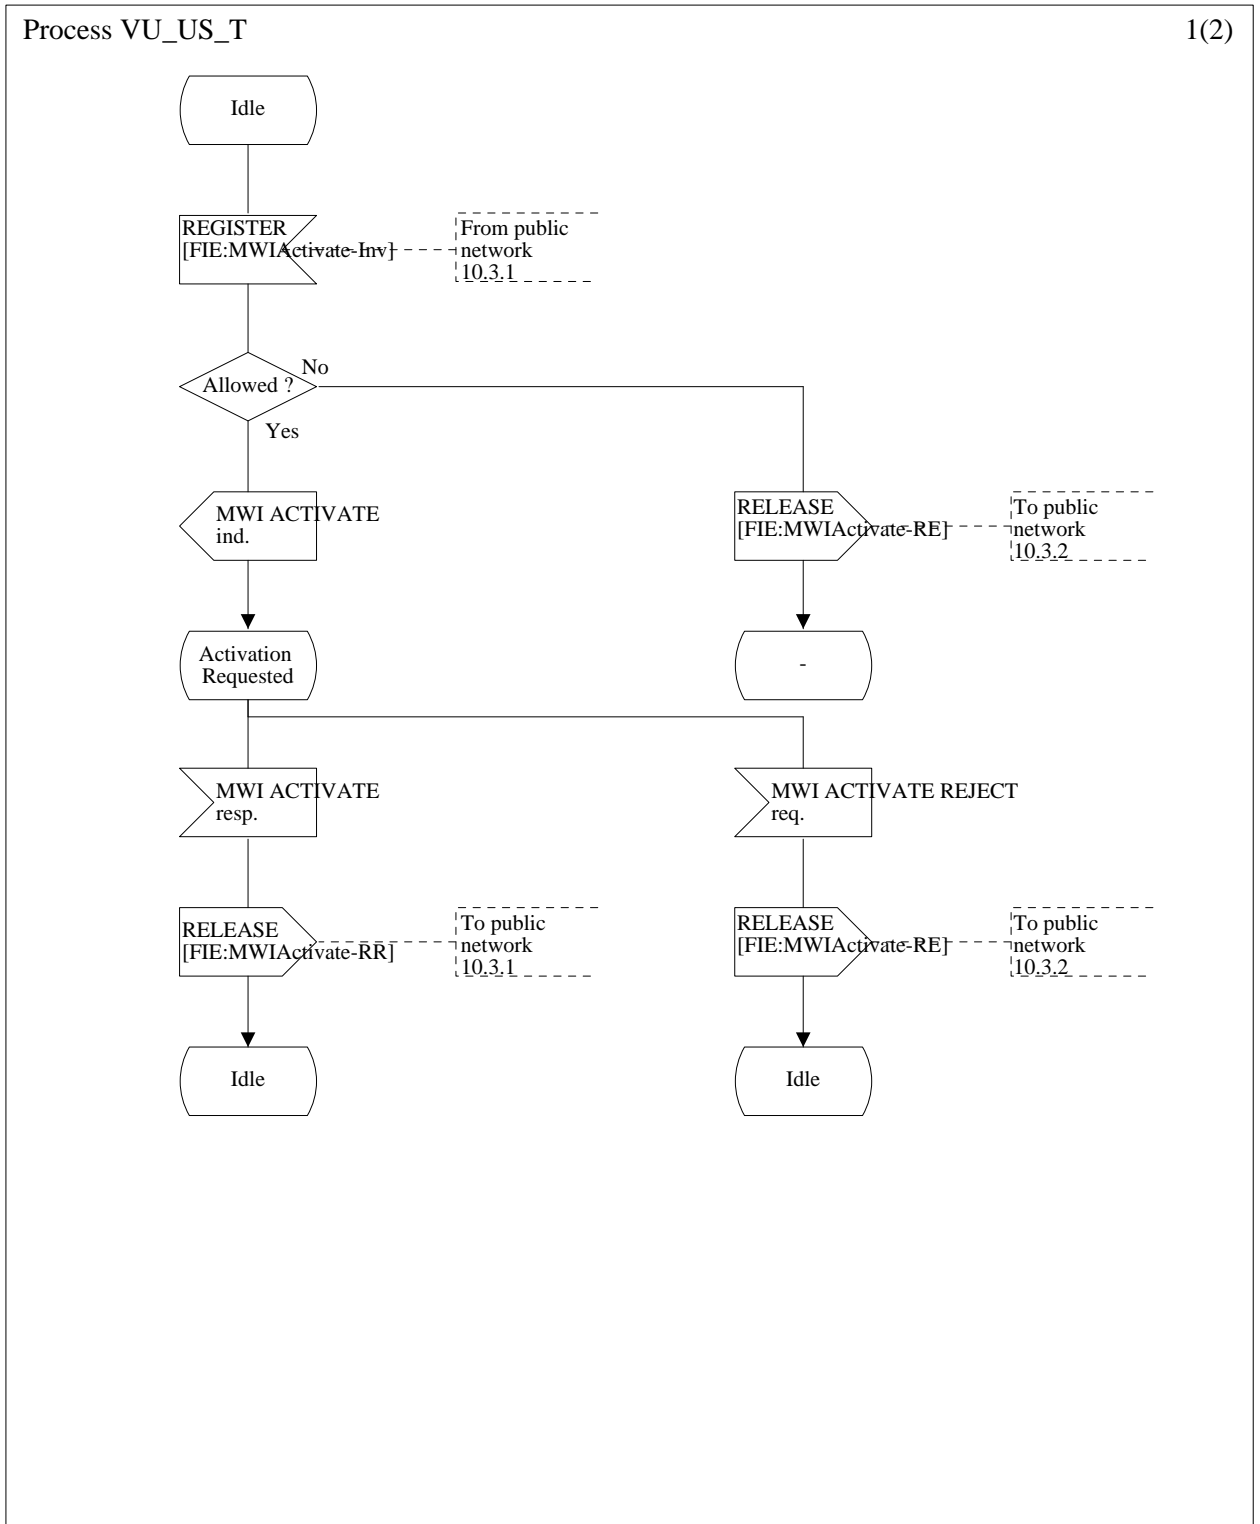 Process VU_US_T
1(2)
Idle
REGISTER
[FIE:MWIActivate-Inv]
From public
network
10.3.1
Allowed ?
No
Yes
MWI ACTIVATE
ind.
RELEASE
[FIE:MWIActivate-RE]
To public
network
10.3.2
Activation
Requested
-
MWI ACTIVATE
resp.
MWI ACTIVATE REJECT
req.
RELEASE
[FIE:MWIActivate-RR]
To public
network
10.3.1
RELEASE
[FIE:MWIActivate-RE]
To public
network
10.3.2
Idle
Idle